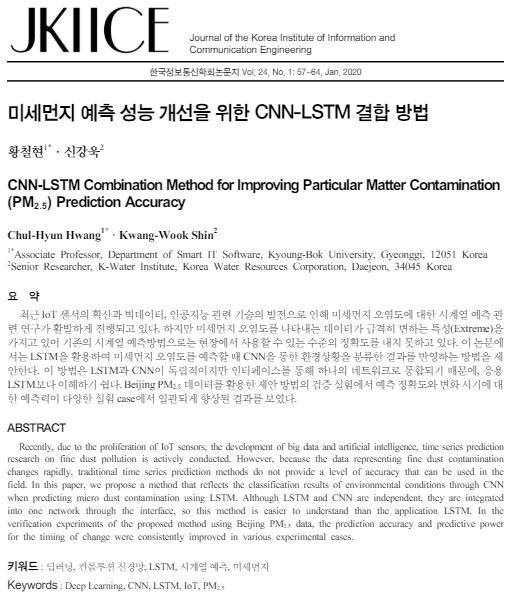 JKIICE
Journal of the Korea Institute of Information and
Communication Engineering
한국정보통신학회논문지 Vol. 24, No. 1: 57~64, Jan. 2020
미세먼지 예측 성능 개선을 위한 CNN-LSTM 결합 방법
황철현1* · 신강욱2
CNN-LSTM Combination Method for Improving Particular Matter Contamination
(PM2.5) Prediction Accuracy
Chul-Hyun Hwang1* · Kwang-Wook Shin2
1*Associate Professor, Department of Smart IT Software, Kyoung-Bok University, Gyeonggi, 12051 Korea
2Senior Researcher, K-Water Institute, Korea Water Resources Corporation, Daejeon, 34045 Korea
요 약
최근 IoT 센서의 확산과 빅데이터, 인공지능 관련 기술의 발전으로 인해 미세먼지 오염도에 대한 시계열 예측 관
련 연구가 활발하게 진행되고 있다. 하지만 미세먼지 오염도를 나타내는 데이터가 급격히 변하는 특성(Extreme)을
가지고 있어 기존의 시계열 예측방법으로는 현장에서 사용할 수 있는 수준의 정확도를 내지 못하고 있다. 이 논문에
서는 LSTM을 활용하여 미세먼지 오염도를 예측할 때 CNN을 통한 환경상황을 분류한 결과를 반영하는 방법을 제
안한다. 이 방법은 LSTM과 CNN이 독립적이지만 인터페이스를 통해 하나의 네트워크로 통합되기 때문에, 응용
LSTM보다 이해하기 쉽다. Beijing PM2.5 데이터를 활용한 제안 방법의 검증 실험에서 예측 정확도와 변화 시기에 대
한 예측력이 다양한 실험 case에서 일관되게 향상된 결과를 보였다.
ABSTRACT
Recently, due to the proliferation of IoT sensors, the development of big data and artificial intelligence, time series prediction
research on fine dust pollution is actively conducted. However, because the data representing fine dust contamination
changes rapidly, traditional time series prediction methods do not provide a level of accuracy that can be used in the
field. In this paper, we propose a method that reflects the classification results of environmental conditions through CNN
when predicting micro dust contamination using LSTM. Although LSTM and CNN are independent, they are integrated
into one network through the interface, so this method is easier to understand than the application LSTM. In the
verification experiments of the proposed method using Beijing PM2.5 data, the prediction accuracy and predictive power
for the timing of change were consistently improved in various experimental cases.
키워드 : 딥러닝, 컨볼루션 신경망, LSTM, 시계열 예측, 미세먼지
Keywords : Deep Learning, CNN, LSTM, IoT, PM2.5